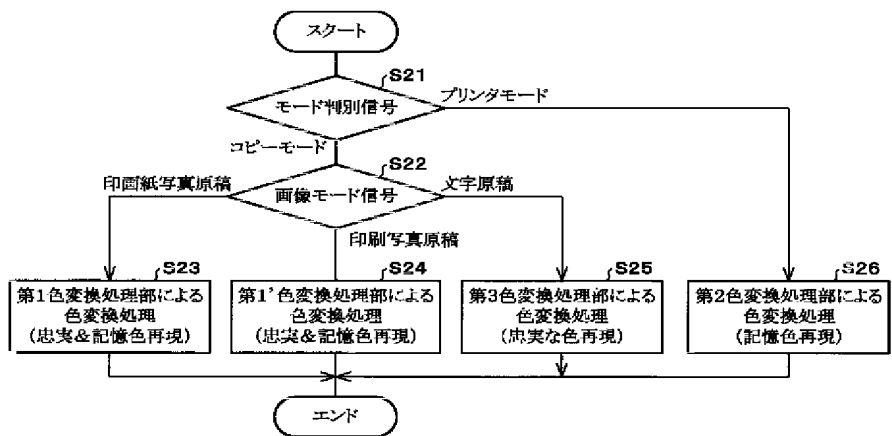 スタート
S21
モード判別信号
プリンタモード
コピーモード
S22
印画紙写真原稿
画像モード信号
文字原稿
印刷写真原稿
S23
S24
S25
S26
第1色変換処理部による
色変換処理
(忠実&記憶色再現)
第1'色変換処理部による
色変換処理
(忠実&記憶色再現)
第3色変換処理部による
色変換処理
(忠実な色再現)
第2色変換処理部による
色変換処理
(記憶色再現)
エンド